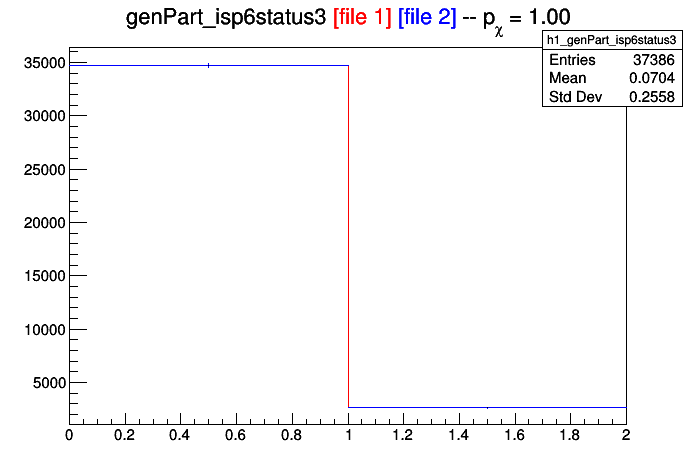 genPart_isp6status3 [file 1] [file 2] -- pχ = 1.00
h1_genPart_isp6status3
Entries 37386
Mean 0.0704
Std Dev 0.2558
35000
30000
25000
20000
15000
10000
5000
0 0.2 0.4 0.6 0.8 1 1.2 1.4 1.6 1.8 2